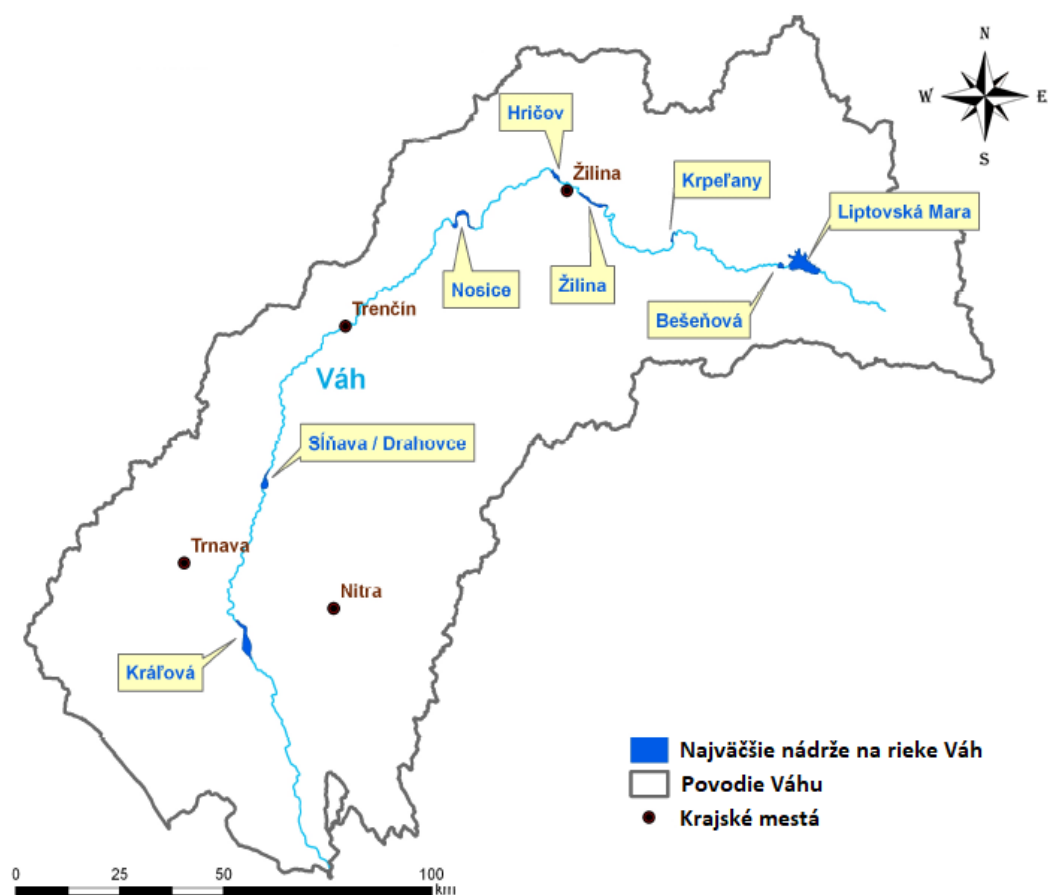 N
W
E
S
Hričov
Žilina
Krpeľany
Liptovská Mara
Nosice
Žilina
Bešeňová
Trenčín
Váh
Sĺňava / Drahovce
Trnava
Nitra
Kráľová
Najväčšie nádrže na rieke Váh
Povodie Váhu
Krajské mestá
0 25 50 100
km